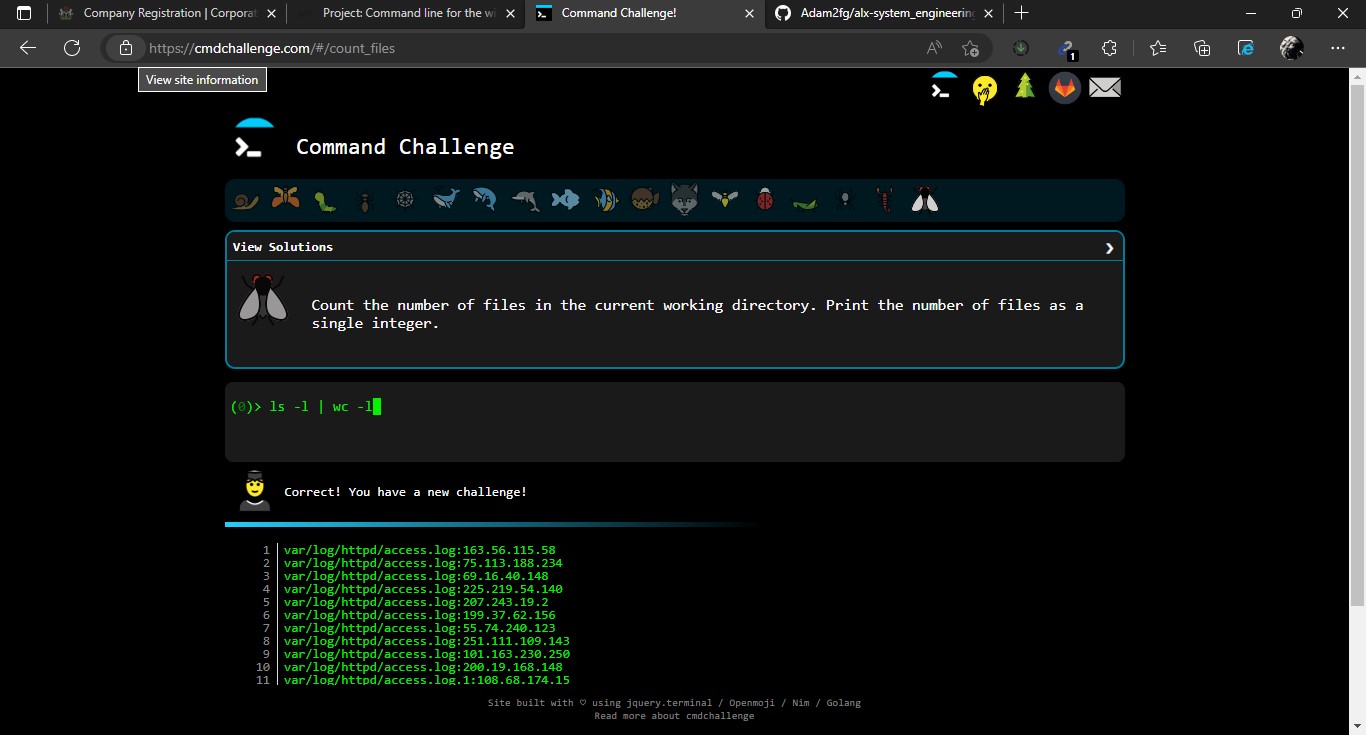 Company Registration | Corporat
Project: Command line for the wi
Command Challenge!
Adam2fg/alx-system_engineering
https://cmdchallenge.com/#/count_files
1
View site information
Command Challenge
View Solutions
Count the number of files in the current working directory. Print the number of files as a
single integer.
(0)> ls -l | wc -l
Correct! You have a new challenge!
1 var/log/httpd/access.log:163.56.115.58
2 var/log/httpd/access.log:75.113.188.234
3 var/log/httpd/access.log:69.16.40.148
4 var/log/httpd/access.log:225.219.54.140
5 var/log/httpd/access.log:207.243.19.2
6 var/log/httpd/access.log:199.37.62.156
7 var/log/httpd/access.log:55.74.240.123
8 var/log/httpd/access.log:251.111.109.143
9 var/log/httpd/access.log:101.163.230.250
10 var/log/httpd/access.log:200.19.168.148
11 var/log/httpd/access.log.1:108.68.174.15
Site built with ♡ using jquery.terminal / Openmoji / Nim / Golang
Read more about cmdchallenge